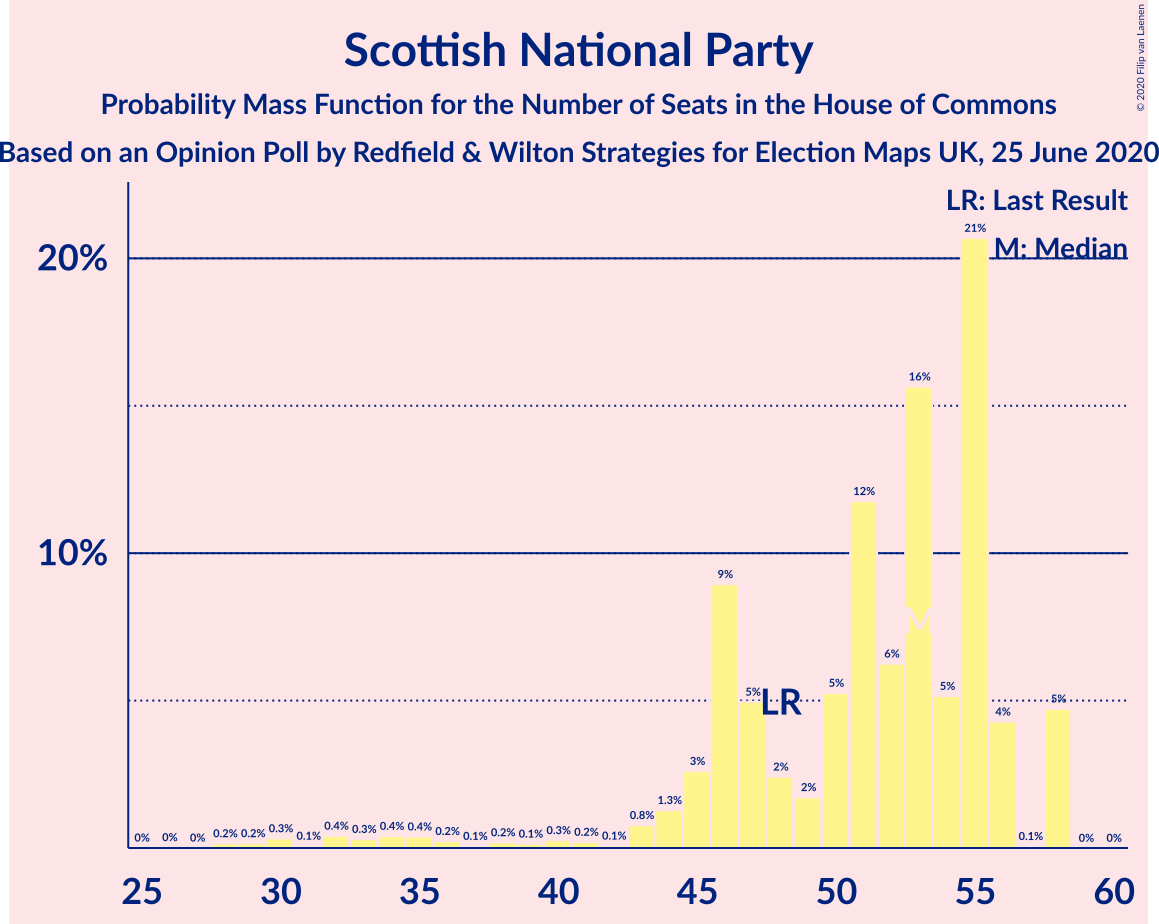 Scottish National Party
Probability Mass Function for the Number of Seats in the House of Commons
Based on an Opinion Poll by Redfield & Wilton Strategies for Election Maps UK, 25 June 2020
© 2020 Filip van Laenen
LR: Last Result
M: Median
20%
10%
0% 0% 0% 0.2% 0.2% 0.3% 0.1% 0.4% 0.3% 0.4% 0.4% 0.2% 0.1% 0.2% 0.1% 0.3% 0.2% 0.1% 0.8% 1.3% 3% 9% 5% 2% 2% 5% 12% 6% 16% 5% 21% 4% 0.1% 5% 0% 0%
LR
M
25 30 35 40 45 50 55 60